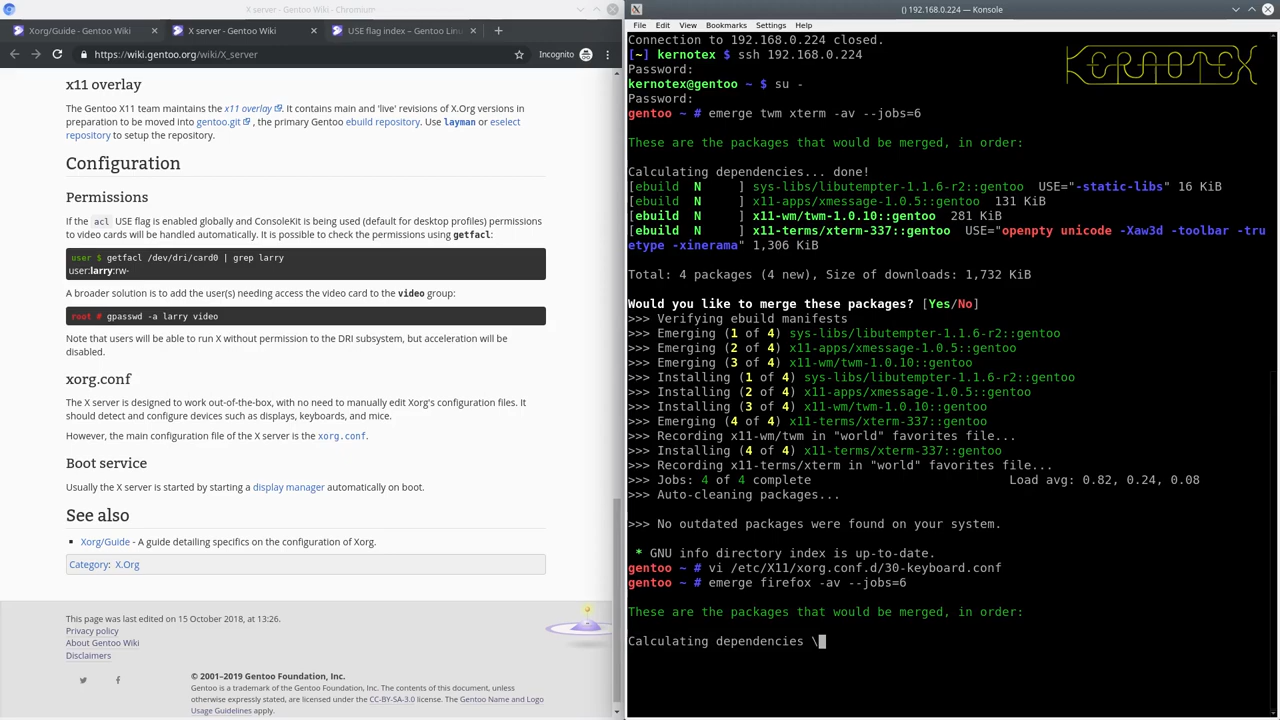 X server - Gentoo Wiki - Chromium
Xorg/Guide - Gentoo Wiki
X server - Gentoo Wiki
USE flag index – Gentoo Lin
https://wiki.gentoo.org/wiki/X_server
Incognito
x11 overlay
The Gentoo X11 team maintains the x11 overlay. It contains main and 'live' revisions of X.Org versions in
preparation to be moved into gentoo.git , the primary Gentoo ebuild repository. Use layman or eselect
repository to setup the repository.
Configuration
Permissions
If the acl USE flag is enabled globally and ConsoleKit is being used (default for desktop profiles) permissions
to video cards will be handled automatically. It is possible to check the permissions using getfacl:
user $ getfacl /dev/dri/card0 | grep larry
user:larry:rw-
A broader solution is to add the user(s) needing access the video card to the video group:
root # gpasswd -a larry video
Note that users will be able to run X without permission to the DRI subsystem, but acceleration will be
disabled.
xorg.conf
The X server is designed to work out-of-the-box, with no need to manually edit Xorg's configuration files. It
should detect and configure devices such as displays, keyboards, and mice.
However, the main configuration file of the X server is the xorg.conf.
Boot service
Usually the X server is started by starting a display manager automatically on boot.
See also
Xorg/Guide - A guide detailing specifics on the configuration of Xorg.
Category: X.Org
This page was last edited on 15 October 2018, at 13:26.
Privacy policy
About Gentoo Wiki
Disclaimers
© 2001–2019 Gentoo Foundation, Inc.
Gentoo is a trademark of the Gentoo Foundation, Inc. The contents of this document, unless
otherwise expressly stated, are licensed under the CC-BY-SA-3.0 license. The Gentoo Name and Logo
Usage Guidelines apply.
() 192.168.0.224 — Konsole
File Edit View Bookmarks Settings Help
KERNOTEX
Connection to 192.168.0.224 closed.
[~] kernotex $ ssh 192.168.0.224
Password:
kernotex@gentoo ~ $ su -
Password:
gentoo ~ # emerge twm xterm -av --jobs=6
These are the packages that would be merged, in order:
Calculating dependencies... done!
[ebuild  N     ] sys-libs/libutempter-1.1.6-r2::gentoo  USE="-static-libs" 16 KiB
[ebuild  N     ] x11-apps/xmessage-1.0.5::gentoo  131 KiB
[ebuild  N     ] x11-wm/twm-1.0.10::gentoo  281 KiB
[ebuild  N     ] x11-terms/xterm-337::gentoo  USE="openpty unicode -Xaw3d -toolbar -tru
etype -xinerama" 1,306 KiB
Total: 4 packages (4 new), Size of downloads: 1,732 KiB
Would you like to merge these packages? [Yes/No]
>>> Verifying ebuild manifests
>>> Emerging (1 of 4) sys-libs/libutempter-1.1.6-r2::gentoo
>>> Emerging (2 of 4) x11-apps/xmessage-1.0.5::gentoo
>>> Emerging (3 of 4) x11-wm/twm-1.0.10::gentoo
>>> Installing (1 of 4) sys-libs/libutempter-1.1.6-r2::gentoo
>>> Installing (2 of 4) x11-apps/xmessage-1.0.5::gentoo
>>> Installing (3 of 4) x11-wm/twm-1.0.10::gentoo
>>> Emerging (4 of 4) x11-terms/xterm-337::gentoo
>>> Recording x11-wm/twm in "world" favorites file...
>>> Installing (4 of 4) x11-terms/xterm-337::gentoo
>>> Recording x11-terms/xterm in "world" favorites file...
>>> Jobs: 4 of 4 complete                           Load avg: 0.82, 0.24, 0.08
>>> Auto-cleaning packages...
>>> No outdated packages were found on your system.
* GNU info directory index is up-to-date.
gentoo ~ # vi /etc/X11/xorg.conf.d/30-keyboard.conf
gentoo ~ # emerge firefox -av --jobs=6
These are the packages that would be merged, in order:
Calculating dependencies \